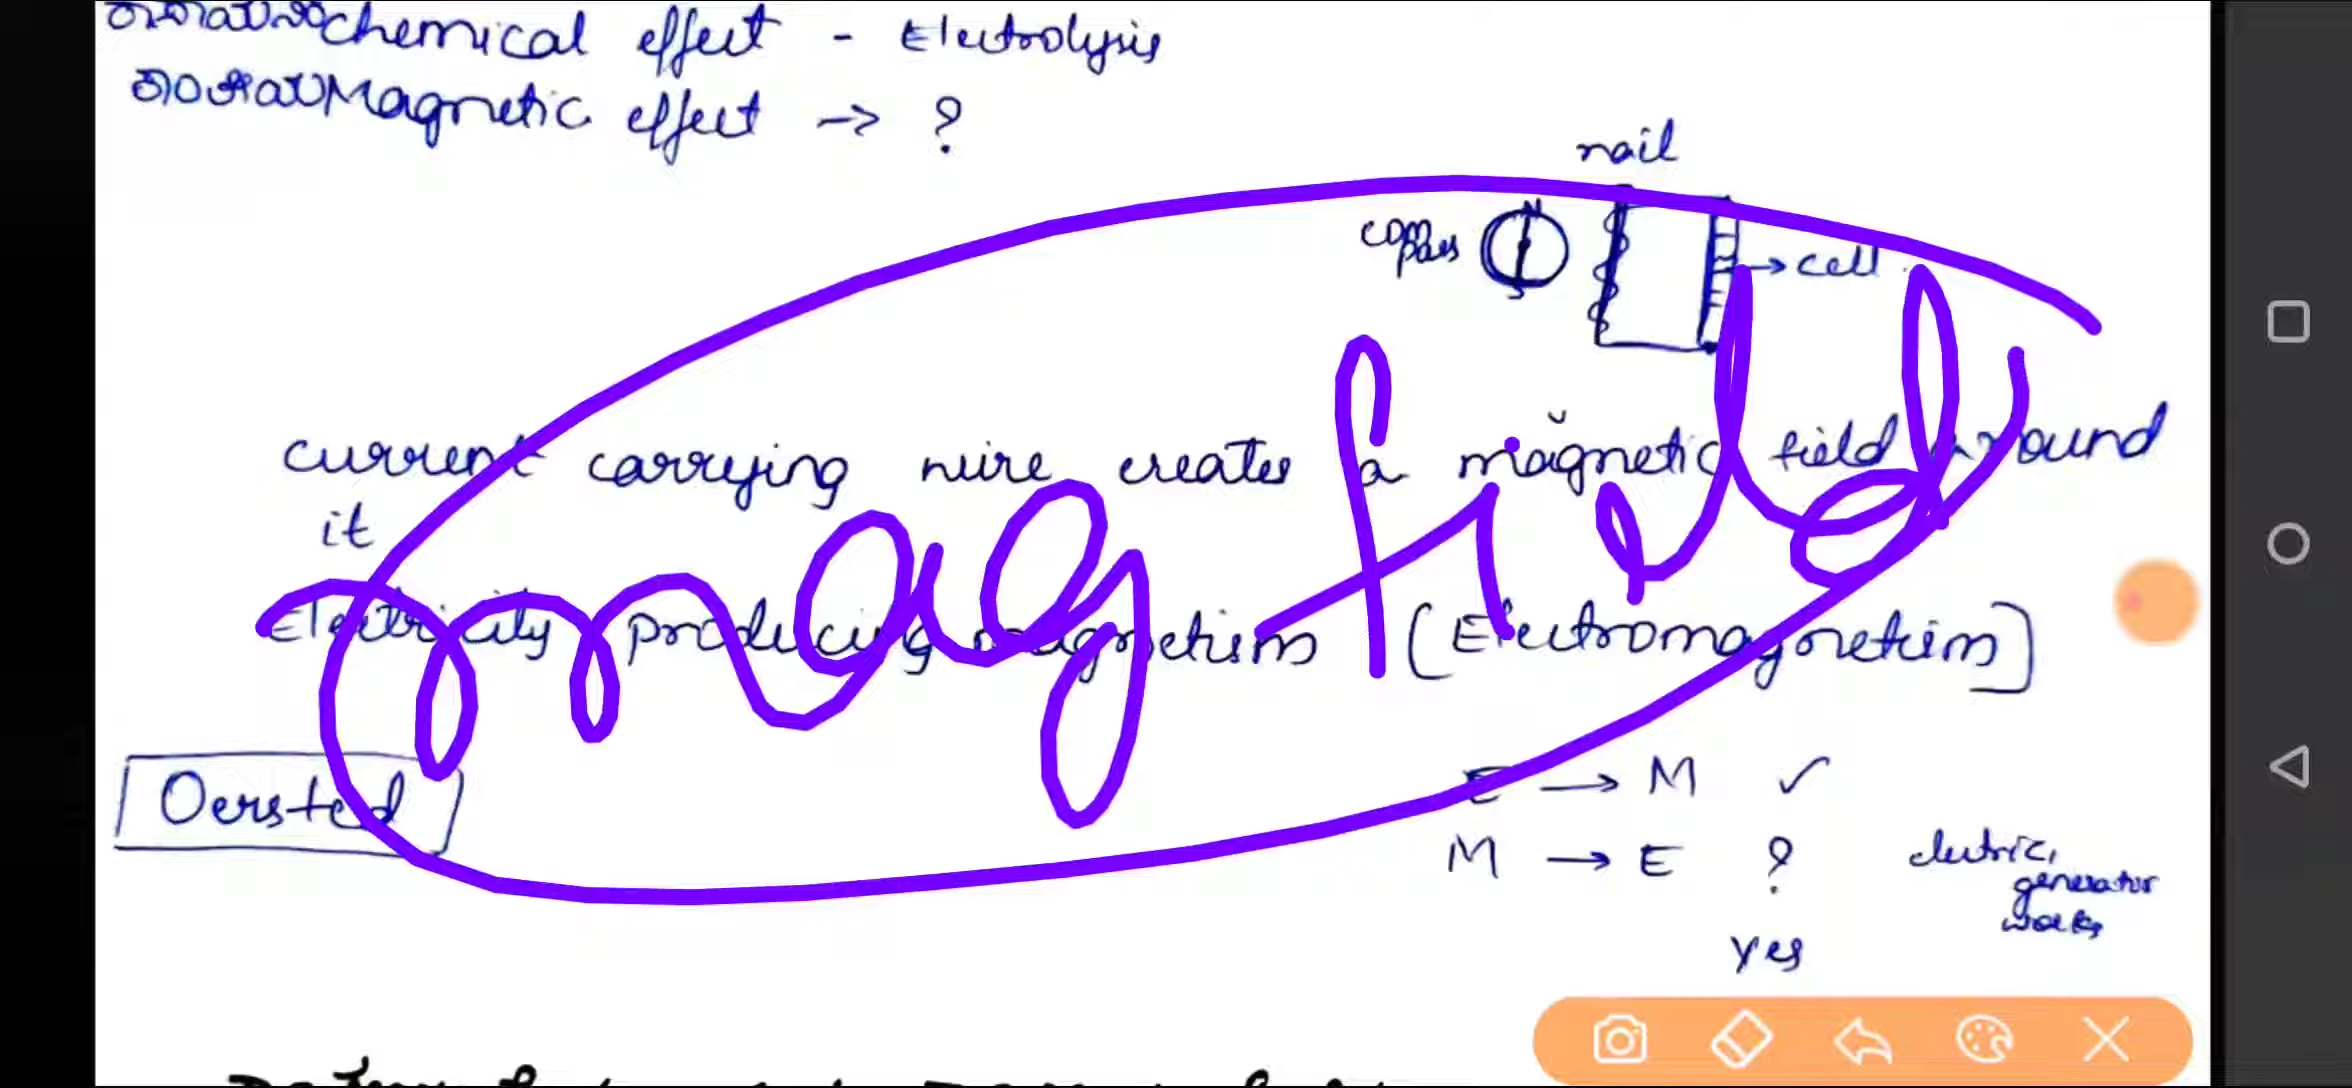 chemical effect - Electrolysis
Magnetic effect → ?
nail
compass
N
S
→ cell
current carrying wire creates a magnetic field around
it
Electricity producing magnetism (Electromagnetism)
mag field
Oersted
E → M ✓
M → E ?
electric
generator
works
yes